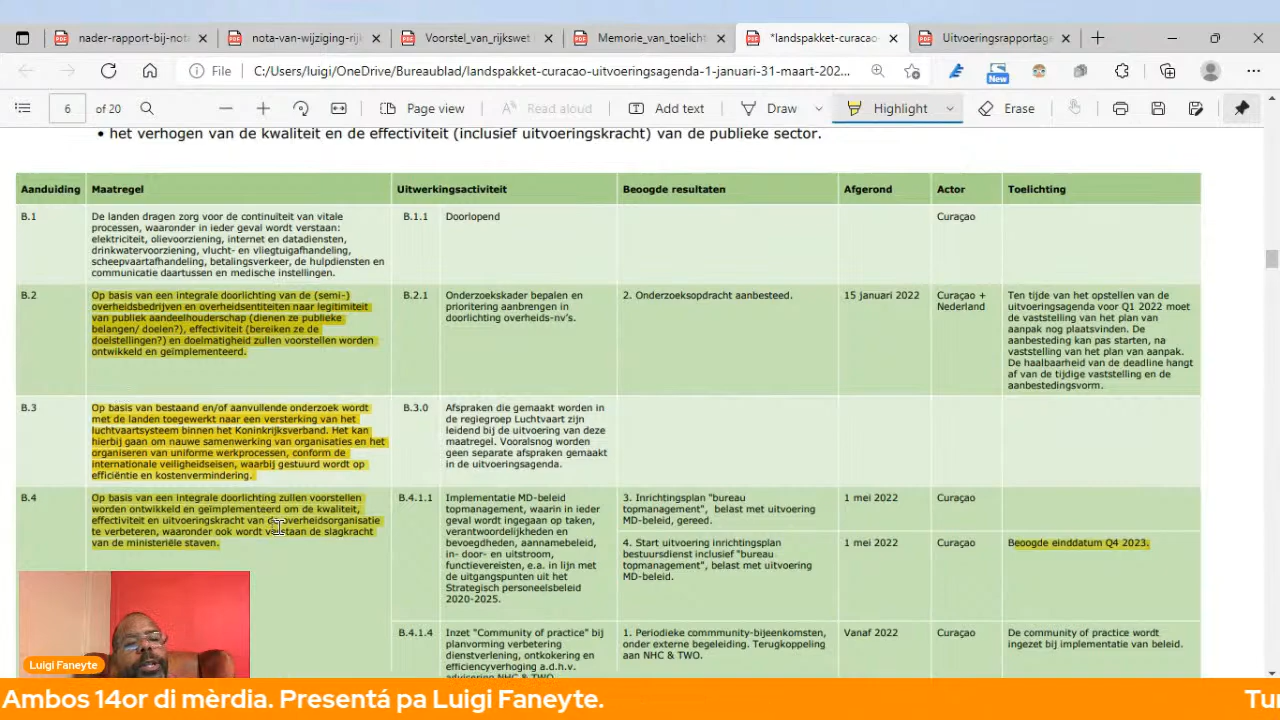 nader-rapport-bij-nota
nota-van-wijziging-rijk
Voorstel_van_rijkswet
Memorie_van_toelicht
*landspakket-curacao-
Uitvoeringsrapportage
File
C:/Users/luigi/OneDrive/Bureaublad/landspakket-curacao-uitvoeringsagenda-1-januari-31-maart-202...
New
6 of 20
Page view
Read aloud
Add text
Draw
Highlight
Erase
• het verhogen van de kwaliteit en de effectiviteit (inclusief uitvoeringskracht) van de publieke sector.
Aanduiding Maatregel Uitwerkingsactiviteit Beoogde resultaten Afgerond Actor Toelichting
B.1
De landen dragen zorg voor de continuïteit van vitale
processen, waaronder in ieder geval wordt verstaan:
elektriciteit, olievoorziening, internet en datadiensten,
drinkwatervoorziening, vlucht- en vliegtuigafhandeling,
scheepvaartafhandeling, betalingsverkeer, de hulpdiensten en
communicatie daartussen en medische instellingen.
B.1.1
Doorlopend
Curaçao
B.2
Op basis van een integrale doorlichting van de (semi-)
overheidsbedrijven en overheidsentiteiten naar legitimiteit
van publiek aandeelhouderschap (dienen ze publieke
belangen/ doelen?), effectiviteit (bereiken ze de
doelstellingen?) en doelmatigheid zullen voorstellen worden
ontwikkeld en geïmplementeerd.
B.2.1
Onderzoekskader bepalen en
prioritering aanbrengen in
doorlichting overheids-nv's.
2. Onderzoeksopdracht aanbesteed.
15 januari 2022
Curaçao +
Nederland
Ten tijde van het opstellen van de
uitvoeringsagenda voor Q1 2022 moet
de vaststelling van het plan van
aanpak nog plaatsvinden. De
aanbesteding kan pas starten, na
vaststelling van het plan van aanpak.
De haalbaarheid van de deadline hangt
af van de tijdige vaststelling en de
aanbestedingsvorm.
B.3
Op basis van bestaand en/of aanvullende onderzoek wordt
met de landen toegewerkt naar een versterking van het
luchtvaartsysteem binnen het Koninkrijksverband. Het kan
hierbij gaan om nauwe samenwerking van organisaties en het
organiseren van uniforme werkprocessen, conform de
internationale veiligheidseisen, waarbij gestuurd wordt op
efficiëntie en kostenvermindering.
B.3.0
Afspraken die gemaakt worden in
de regiegroep Luchtvaart zijn
leidend bij de uitvoering van deze
maatregel. Vooralsnog worden
geen separate afspraken gemaakt
in de uitvoeringsagenda.
B.4
Op basis van een integrale doorlichting zullen voorstellen
worden ontwikkeld en geïmplementeerd om de kwaliteit,
effectiviteit en uitvoeringskracht van de overheidsorganisatie
te verbeteren, waaronder ook wordt verstaan de slagkracht
van de ministeriële staven.
B.4.1.1
Implementatie MD-beleid
topmanagement, waarin in ieder
geval wordt ingegaan op taken,
verantwoordelijkheden en
bevoegdheden, aannamebeleid,
in- door- en uitstroom,
functievereisten, e.a. in lijn met
de uitgangspunten uit het
Strategisch personeelsbeleid
2020-2025.
3. Inrichtingsplan "bureau
topmanagement", belast met uitvoering
MD-beleid, gereed.
1 mei 2022
Curaçao
4. Start uitvoering inrichtingsplan
bestuursdienst inclusief "bureau
topmanagement", belast met uitvoering
MD-beleid.
1 mei 2022
Curaçao
Beoogde einddatum Q4 2023.
B.4.1.4
Inzet "Community of practice" bij
planvorming verbetering
dienstverlening, ontkokering en
efficiencyverhoging a.d.h.v.
advisering NHC & TWO.
1. Periodieke commmunity-bijeenkomsten,
onder externe begeleiding. Terugkoppeling
aan NHC & TWO.
Vanaf 2022
Curaçao
De community of practice wordt
ingezet bij implementatie van beleid.
Luigi Faneyte
Ambos 14or di mèrdia. Presentá pa Luigi Faneyte.